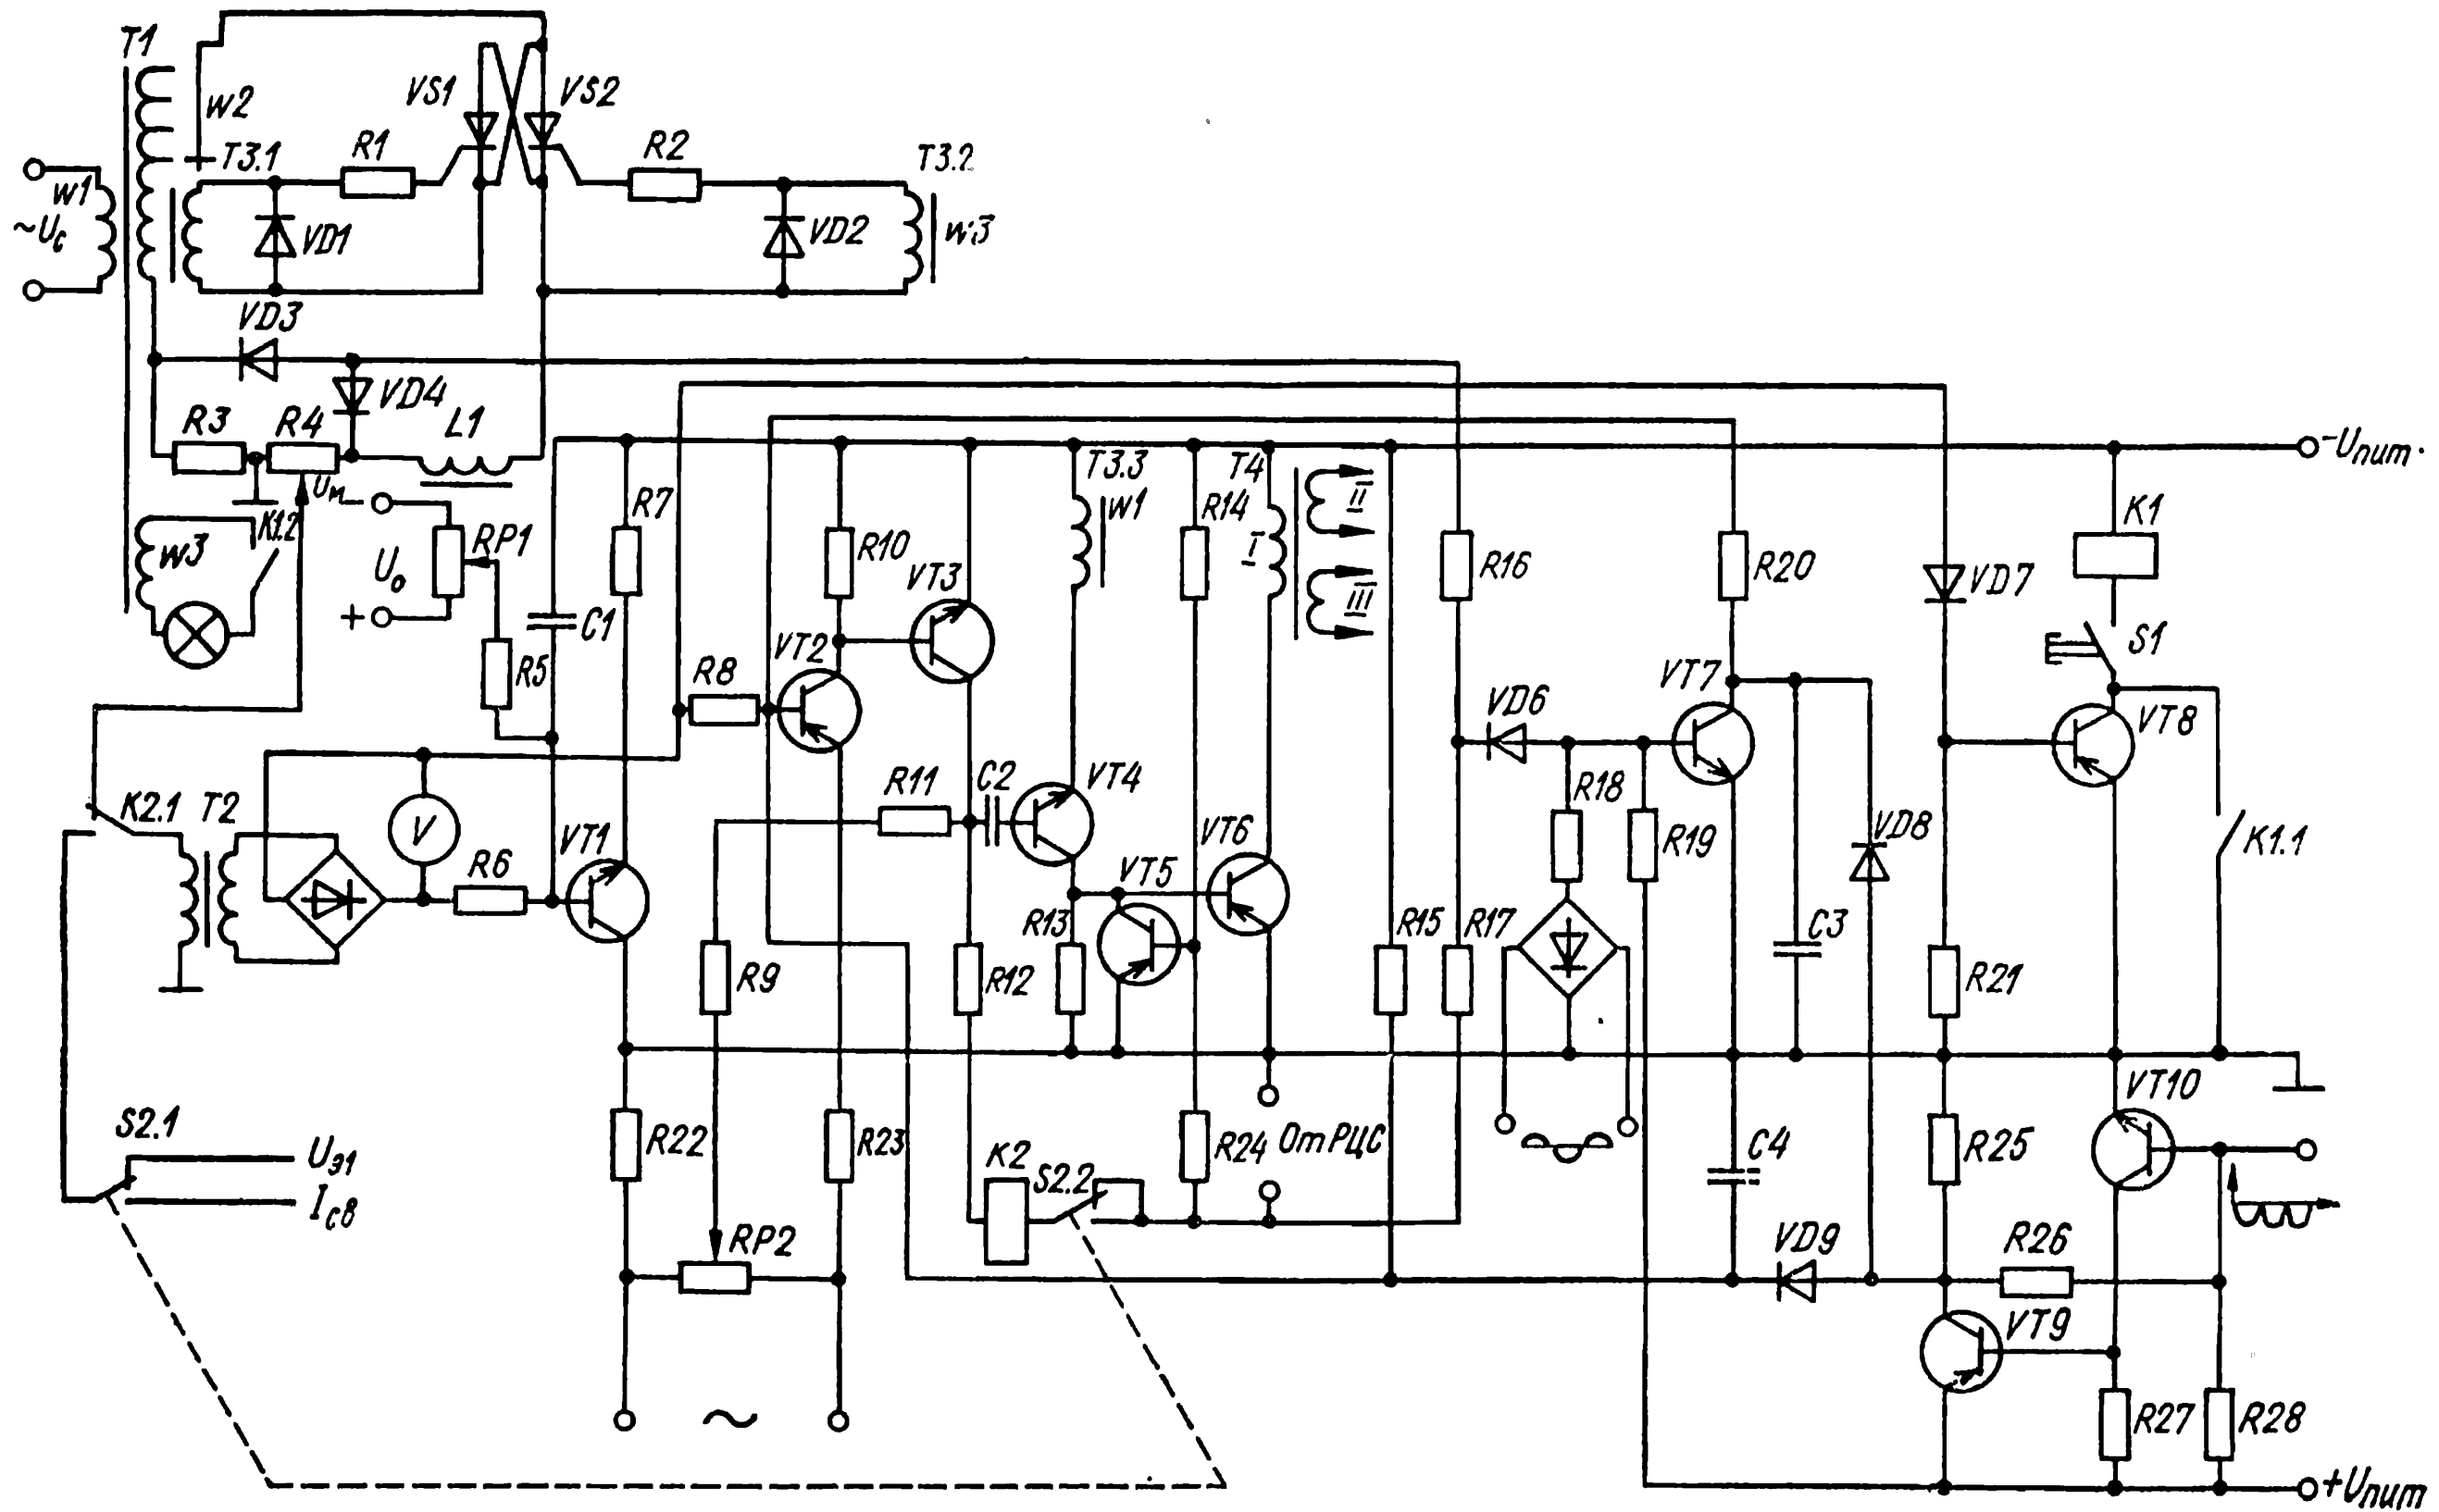 T1
W2
VS1
VS2
T3.1
R1
R2
T3.2
W1
~Uс
VD1
VD2
W3
VD3
VD4
R3
R4
L1
Uм
K1.2
W3
−
U₀
+
RP1
R5
C1
R7
R10
VT3
T3.3
W1
R14
T4
I
II
III
R16
R20
VD7
K1
S1
−Uпит.
VT2
R8
VD6
VT7
VT8
K2.1
T2
V
R6
VT1
R11
C2
VT4
VT5
VT6
R18
R19
VD8
K1.1
R9
R12
R13
R15
R17
C3
R21
S2.1
Uэ1
Iсв
R22
R23
RP2
K2
S2.2
R24
От РЦС
C4
R25
VT10
VD9
R26
VT9
R27
R28
~
+Uпит